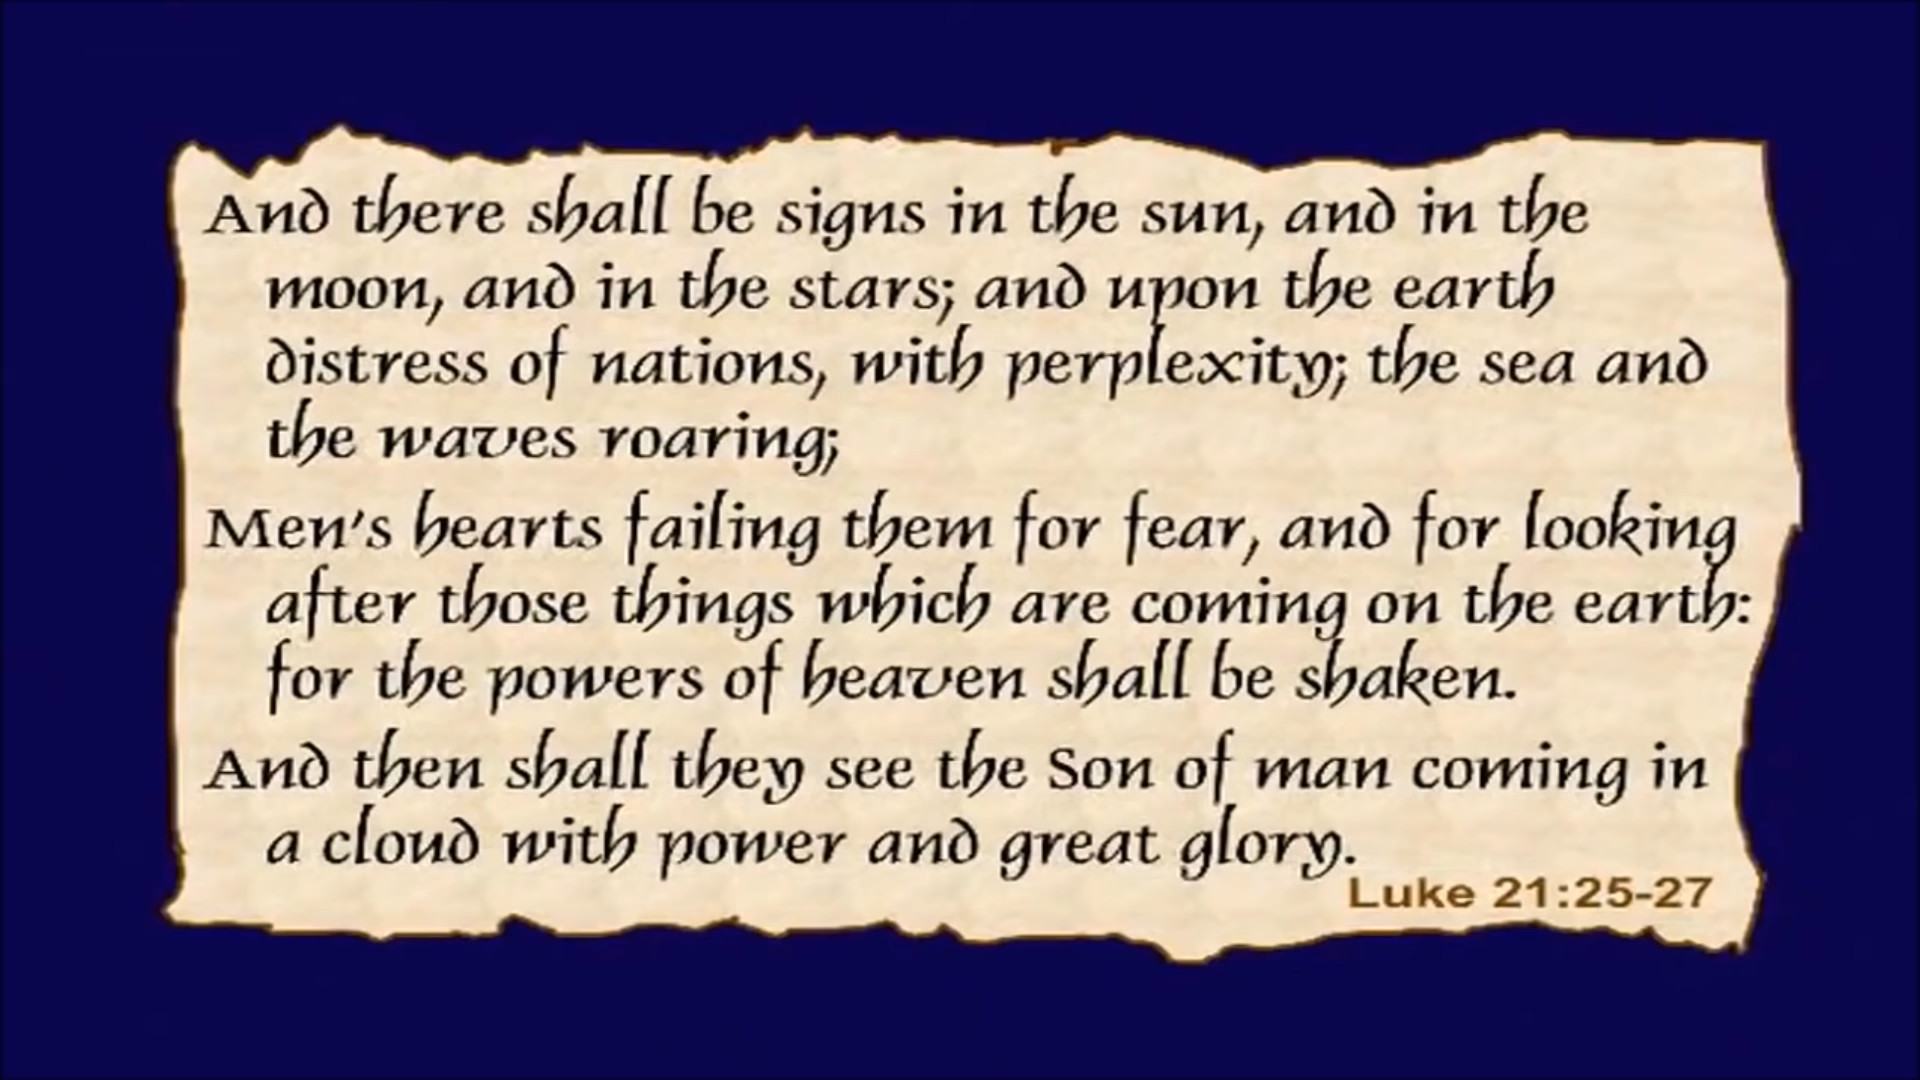 And there shall be signs in the sun, and in the
moon, and in the stars; and upon the earth
distress of nations, with perplexity; the sea and
the waves roaring;
Men's hearts failing them for fear, and for looking
after those things which are coming on the earth:
for the powers of heaven shall be shaken.
And then shall they see the Son of man coming in
a cloud with power and great glory.
Luke 21:25-27